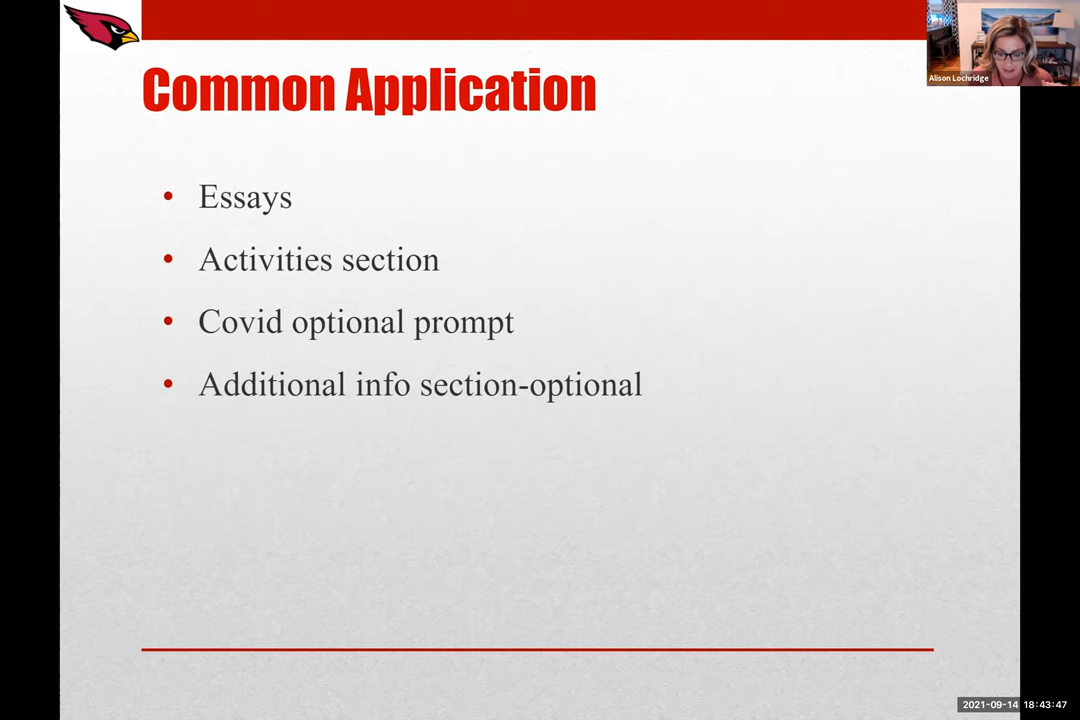 Common Application
Alison Lochridge
• Essays
• Activities section
• Covid optional prompt
• Additional info section-optional
2021-09-14 18:43:47